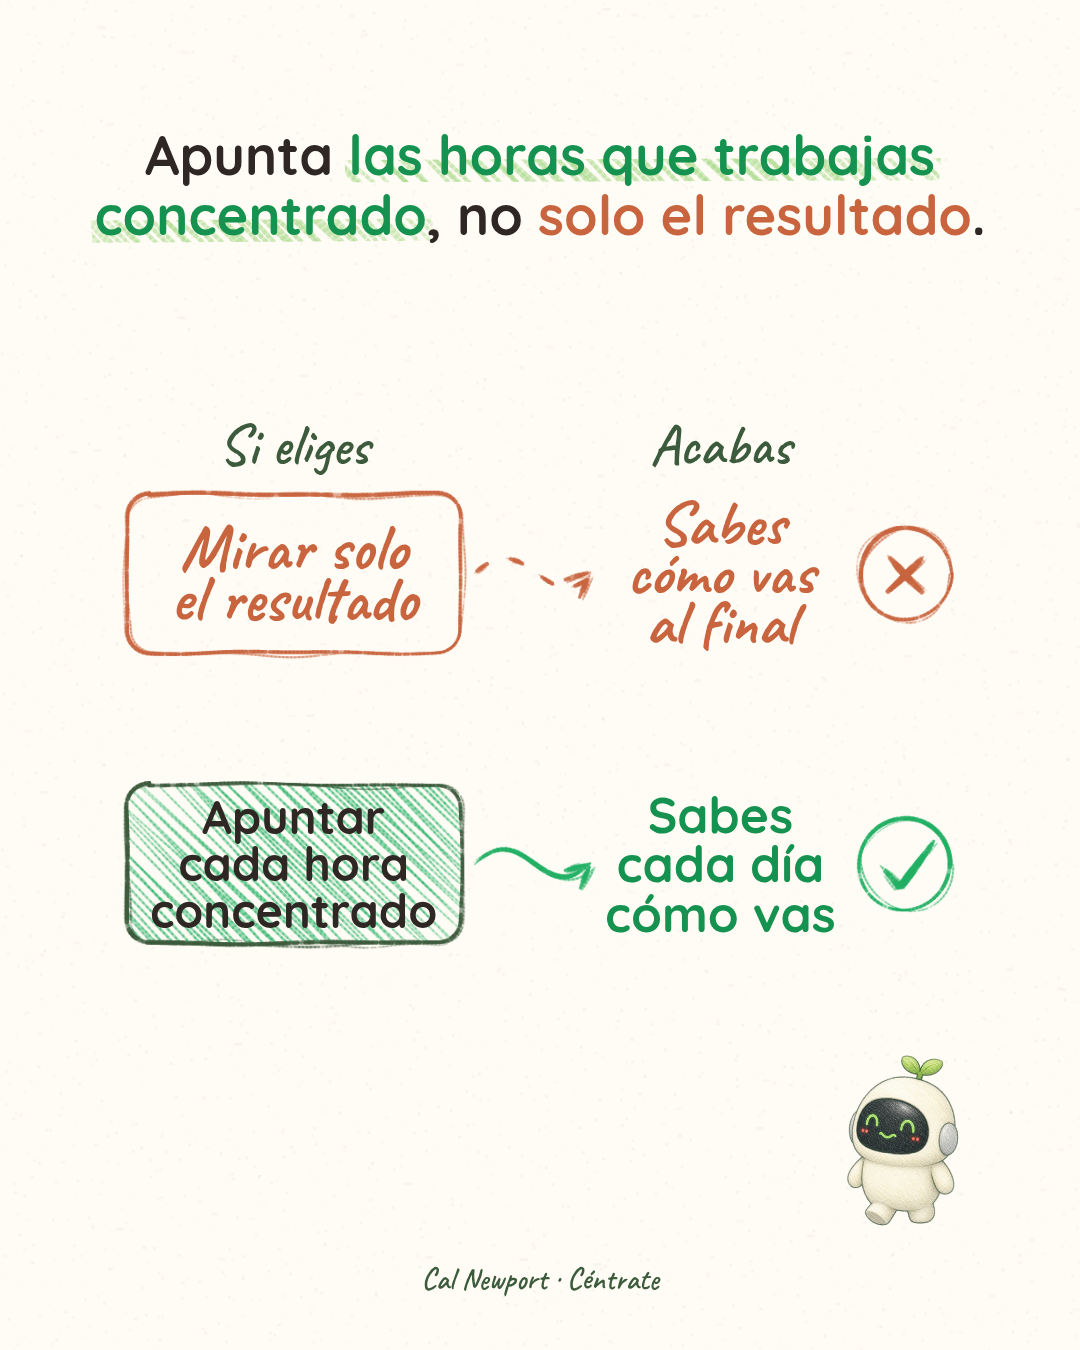 Apunta las horas que trabajas
concentrado, no solo el resultado.
Si eliges
Acabas
Mirar solo
el resultado
Sabes
cómo vas
al final
Apuntar
cada hora
concentrado
Sabes
cada día
cómo vas
Cal Newport · Céntrate